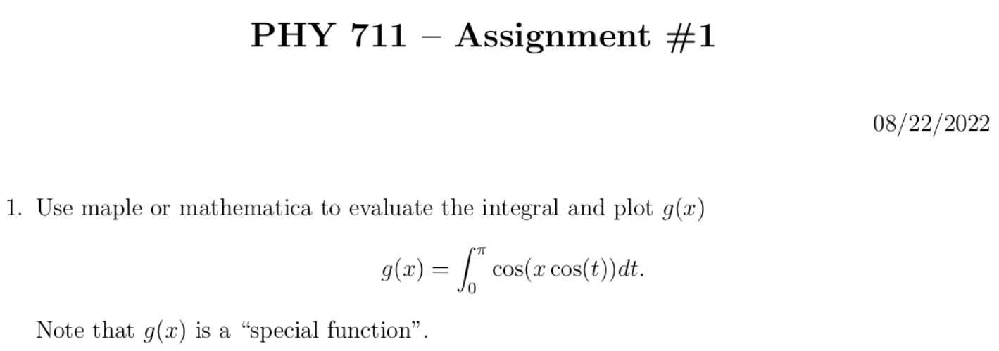 PHY 711 – Assignment #1
08/22/2022
1. Use maple or mathematica to evaluate the integral and plot g(x)
g(x) = ∫₀^π cos(x cos(t))dt.
Note that g(x) is a “special function”.